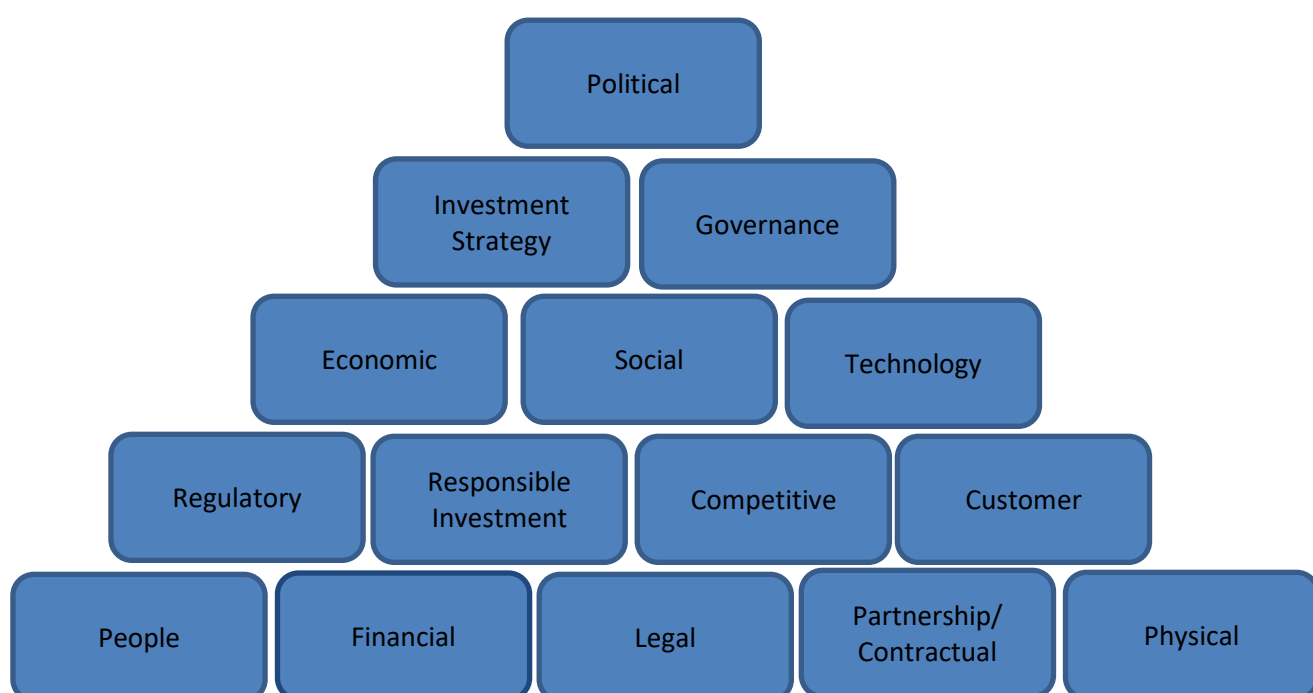 Political
Investment
Strategy
Governance
Economic
Social
Technology
Regulatory
Responsible
Investment
Competitive
Customer
People
Financial
Legal
Partnership/
Contractual
Physical